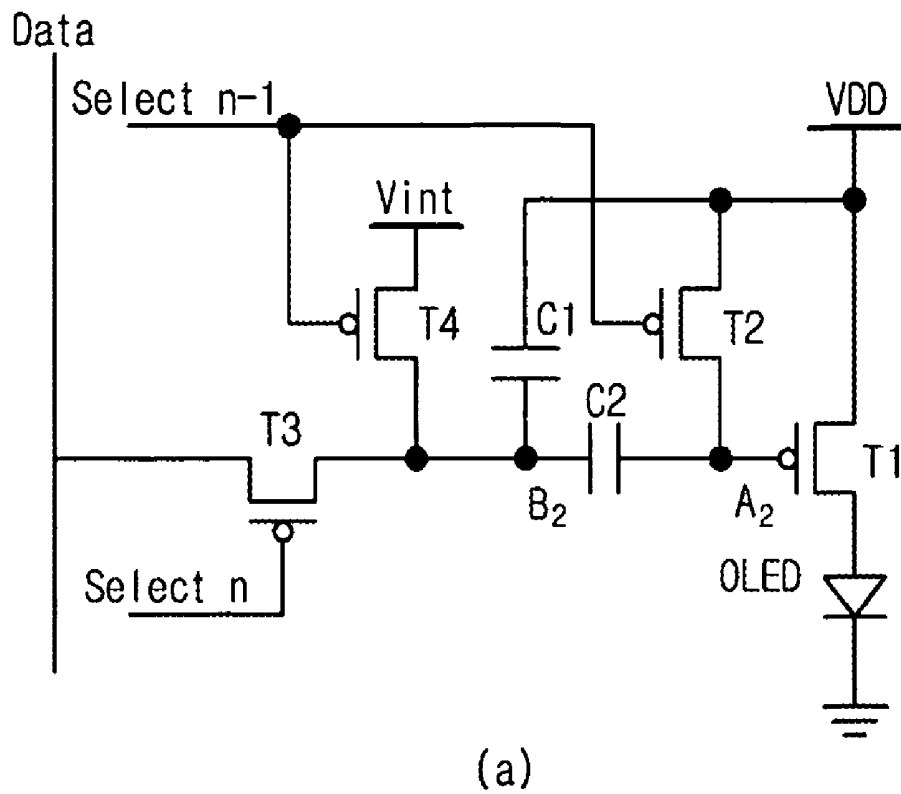 Data
Select n-1
VDD
Vint
T4
C1
T2
C2
T3
T1
B₂
A₂
OLED
Select n
(a)